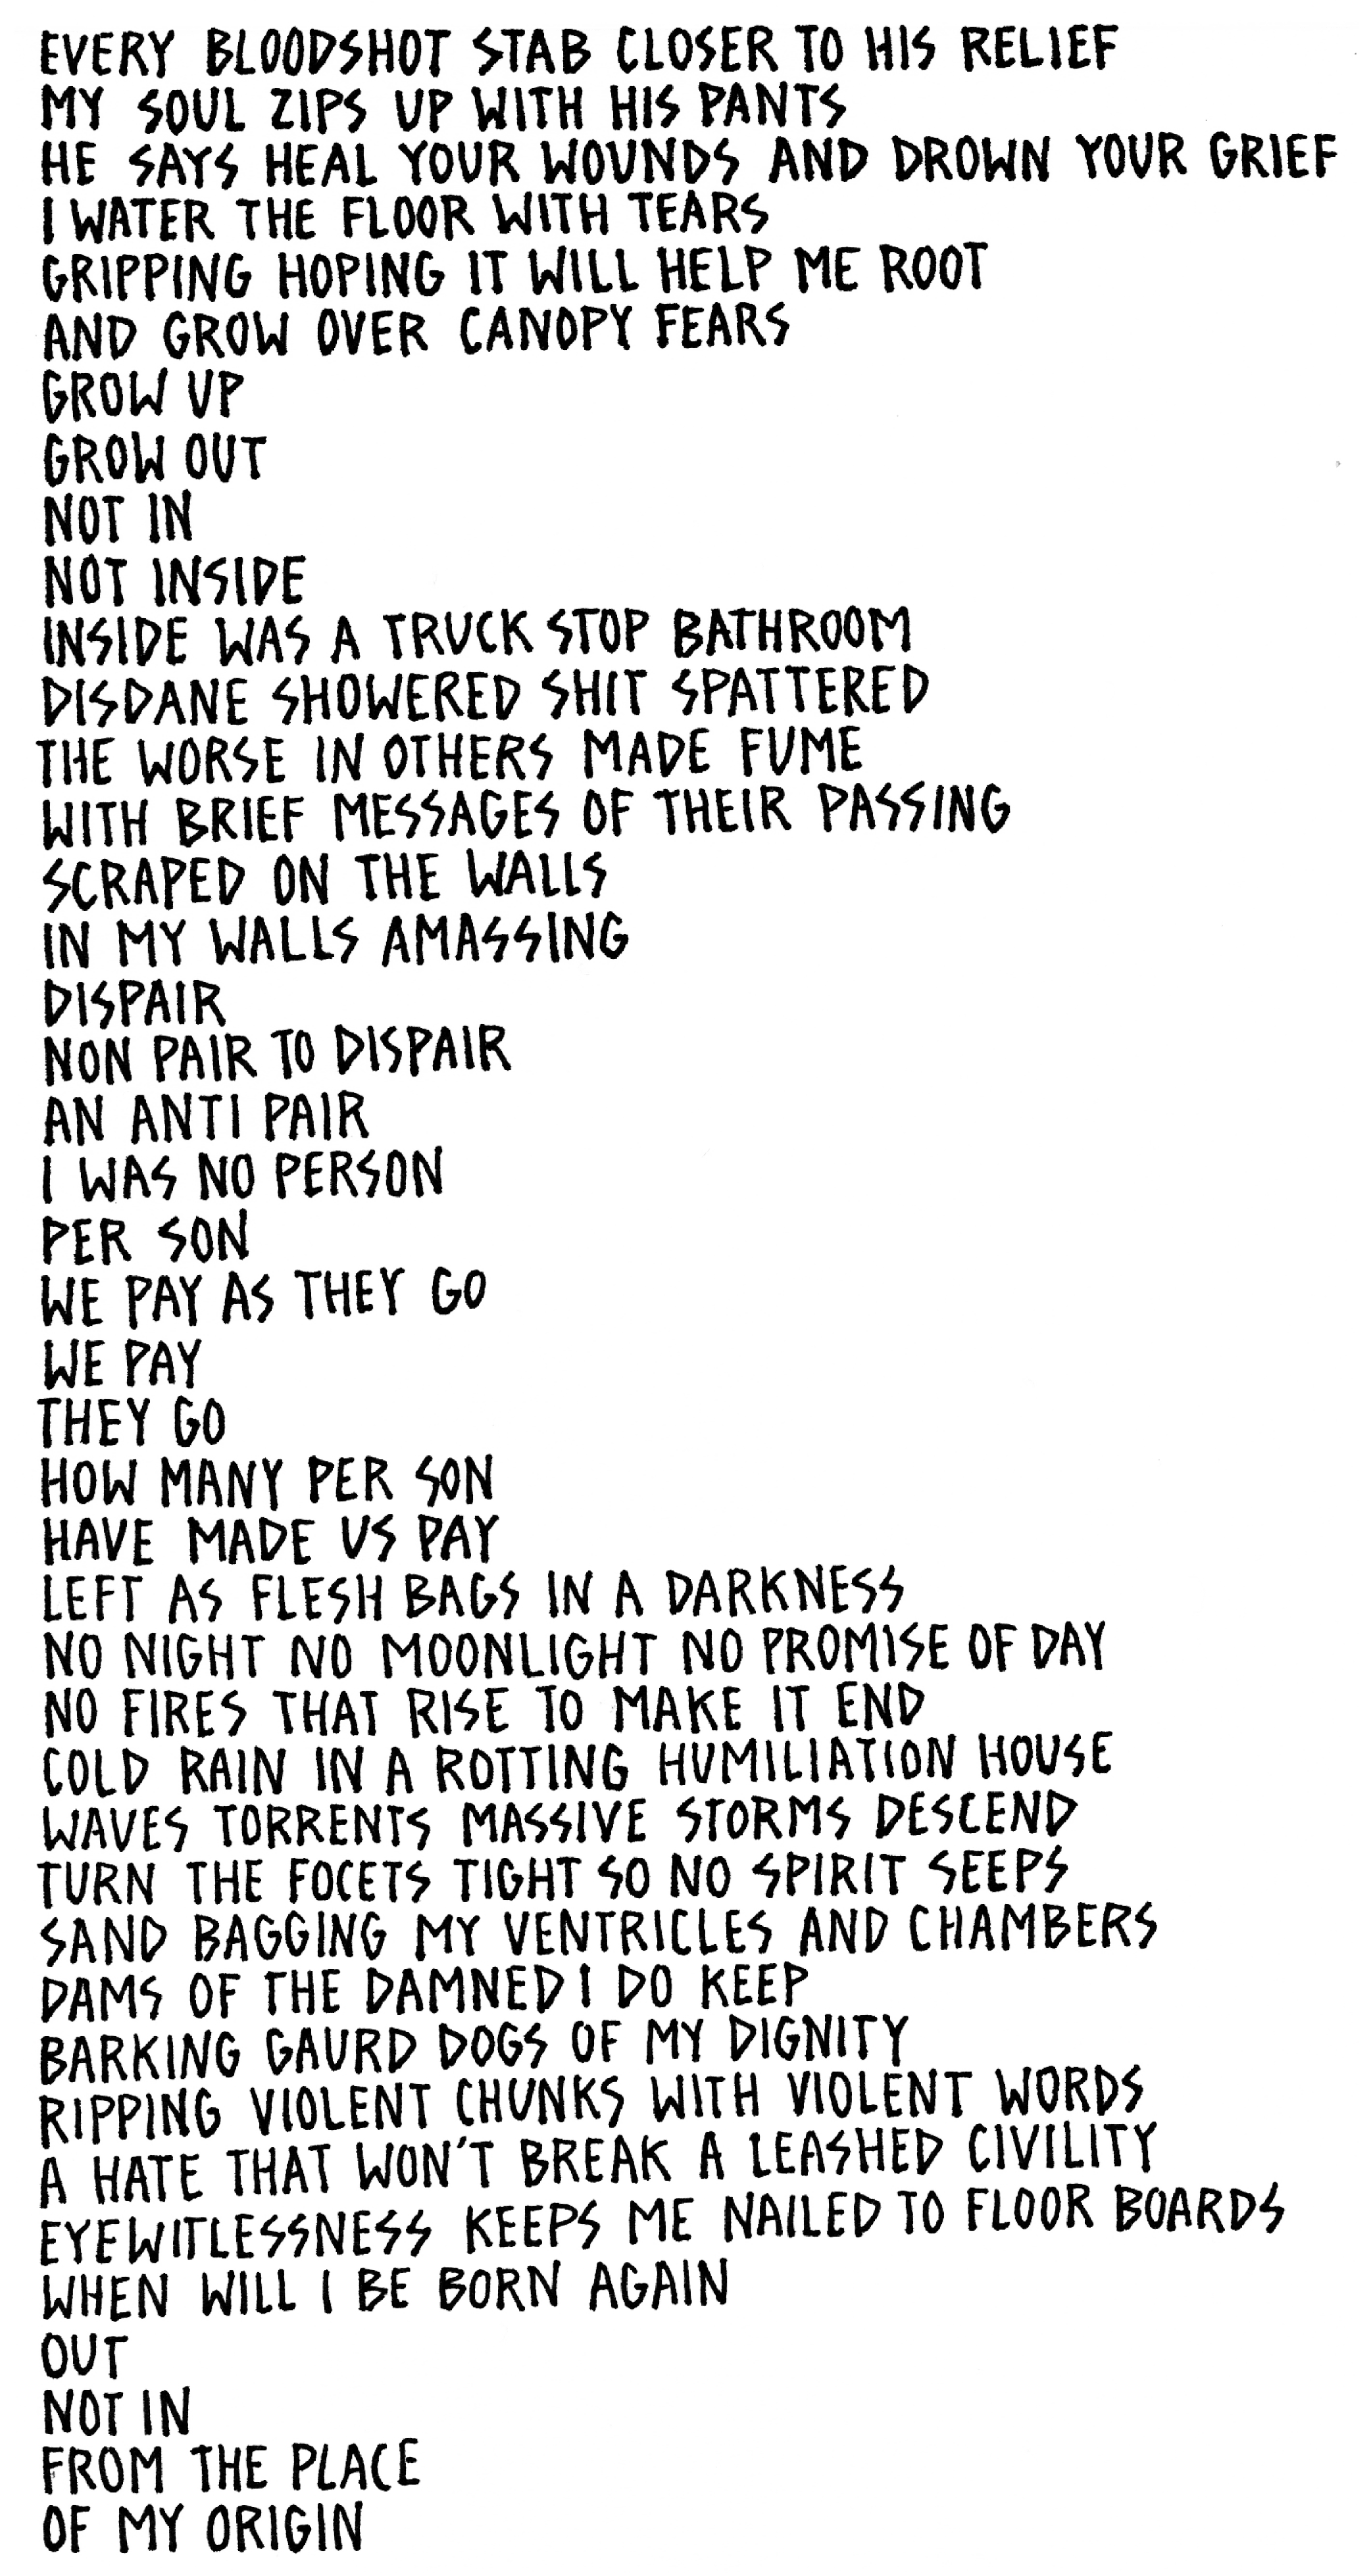 EVERY BLOODSHOT STAB CLOSER TO HIS RELIEF
MY SOUL ZIPS UP WITH HIS PANTS
HE SAYS HEAL YOUR WOUNDS AND DROWN YOUR GRIEF
I WATER THE FLOOR WITH TEARS
GRIPPING HOPING IT WILL HELP ME ROOT
AND GROW OVER CANOPY FEARS
GROW UP
GROW OUT
NOT IN
NOT INSIDE
INSIDE WAS A TRUCK STOP BATHROOM
DISDANE SHOWERED SHIT SPATTERED
THE WORSE IN OTHERS MADE FUME
WITH BRIEF MESSAGES OF THEIR PASSING
SCRAPED ON THE WALLS
IN MY WALLS AMASSING
DISPAIR
NON PAIR TO DISPAIR
AN ANTI PAIR
I WAS NO PERSON
PER SON
WE PAY AS THEY GO
WE PAY
THEY GO
HOW MANY PER SON
HAVE MADE US PAY
LEFT AS FLESH BAGS IN A DARKNESS
NO NIGHT NO MOONLIGHT NO PROMISE OF DAY
NO FIRES THAT RISE TO MAKE IT END
COLD RAIN IN A ROTTING HUMILIATION HOUSE
WAVES TORRENTS MASSIVE STORMS DESCEND
TURN THE FOCETS TIGHT SO NO SPIRIT SEEPS
SAND BAGGING MY VENTRICLES AND CHAMBERS
DAMS OF THE DAMNED I DO KEEP
BARKING GAURD DOGS OF MY DIGNITY
RIPPING VIOLENT CHUNKS WITH VIOLENT WORDS
A HATE THAT WON'T BREAK A LEASHED CIVILITY
EYEWITLESSNESS KEEPS ME NAILED TO FLOOR BOARDS
WHEN WILL I BE BORN AGAIN
OUT
NOT IN
FROM THE PLACE
OF MY ORIGIN